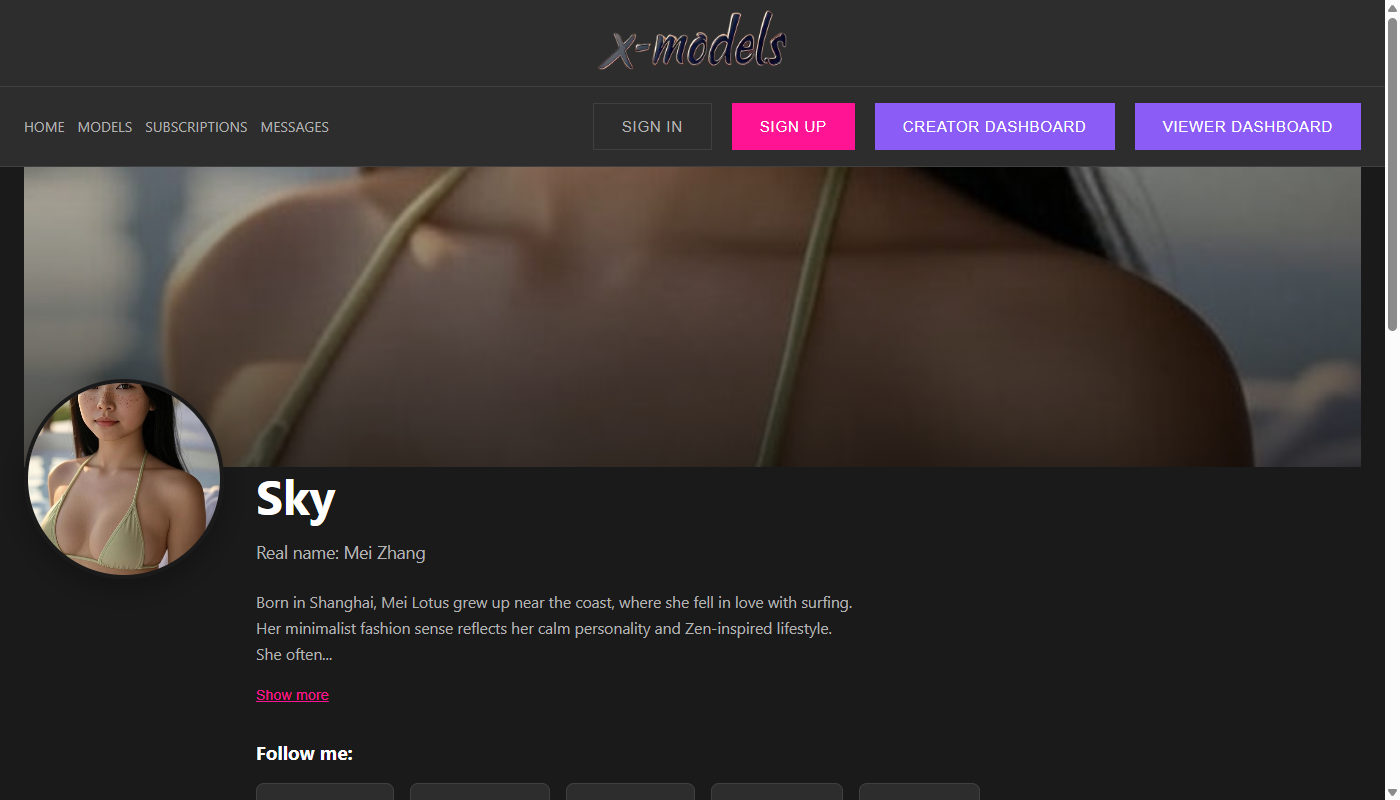 x-models
HOME MODELS SUBSCRIPTIONS MESSAGES SIGN IN SIGN UP CREATOR DASHBOARD VIEWER DASHBOARD
Sky
Real name: Mei Zhang
Born in Shanghai, Mei Lotus grew up near the coast, where she fell in love with surfing.
Her minimalist fashion sense reflects her calm personality and Zen-inspired lifestyle.
She often...
Show more
Follow me: